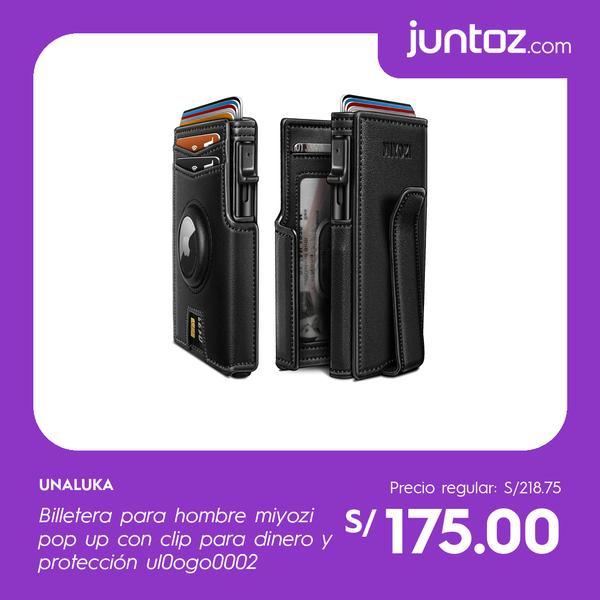 juntoz.com
UNALUKA
Billetera para hombre miyozi
pop up con clip para dinero y
protección ul0ogo0002
Precio regular: S/218.75
S/175.00